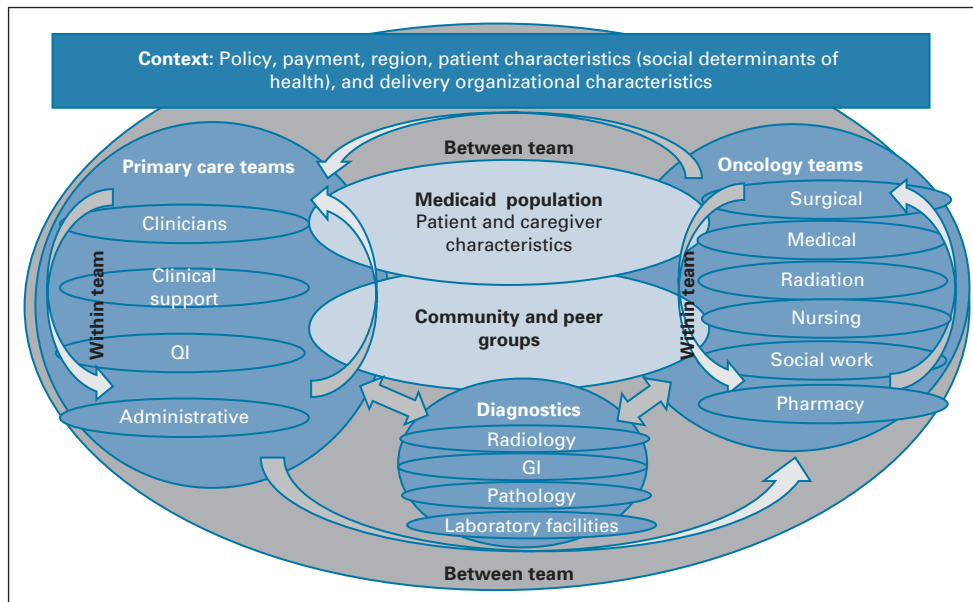 Context: Policy, payment, region, patient characteristics (social determinants of
health), and delivery organizational characteristics
Between team
Primary care teams
Clinicians
Clinical
support
QI
Administrative
Within team
Medicaid population
Patient and caregiver
characteristics
Community and peer
groups
Oncology teams
Surgical
Medical
Radiation
Nursing
Social work
Pharmacy
Within team
Diagnostics
Radiology
GI
Pathology
Laboratory facilities
Between team